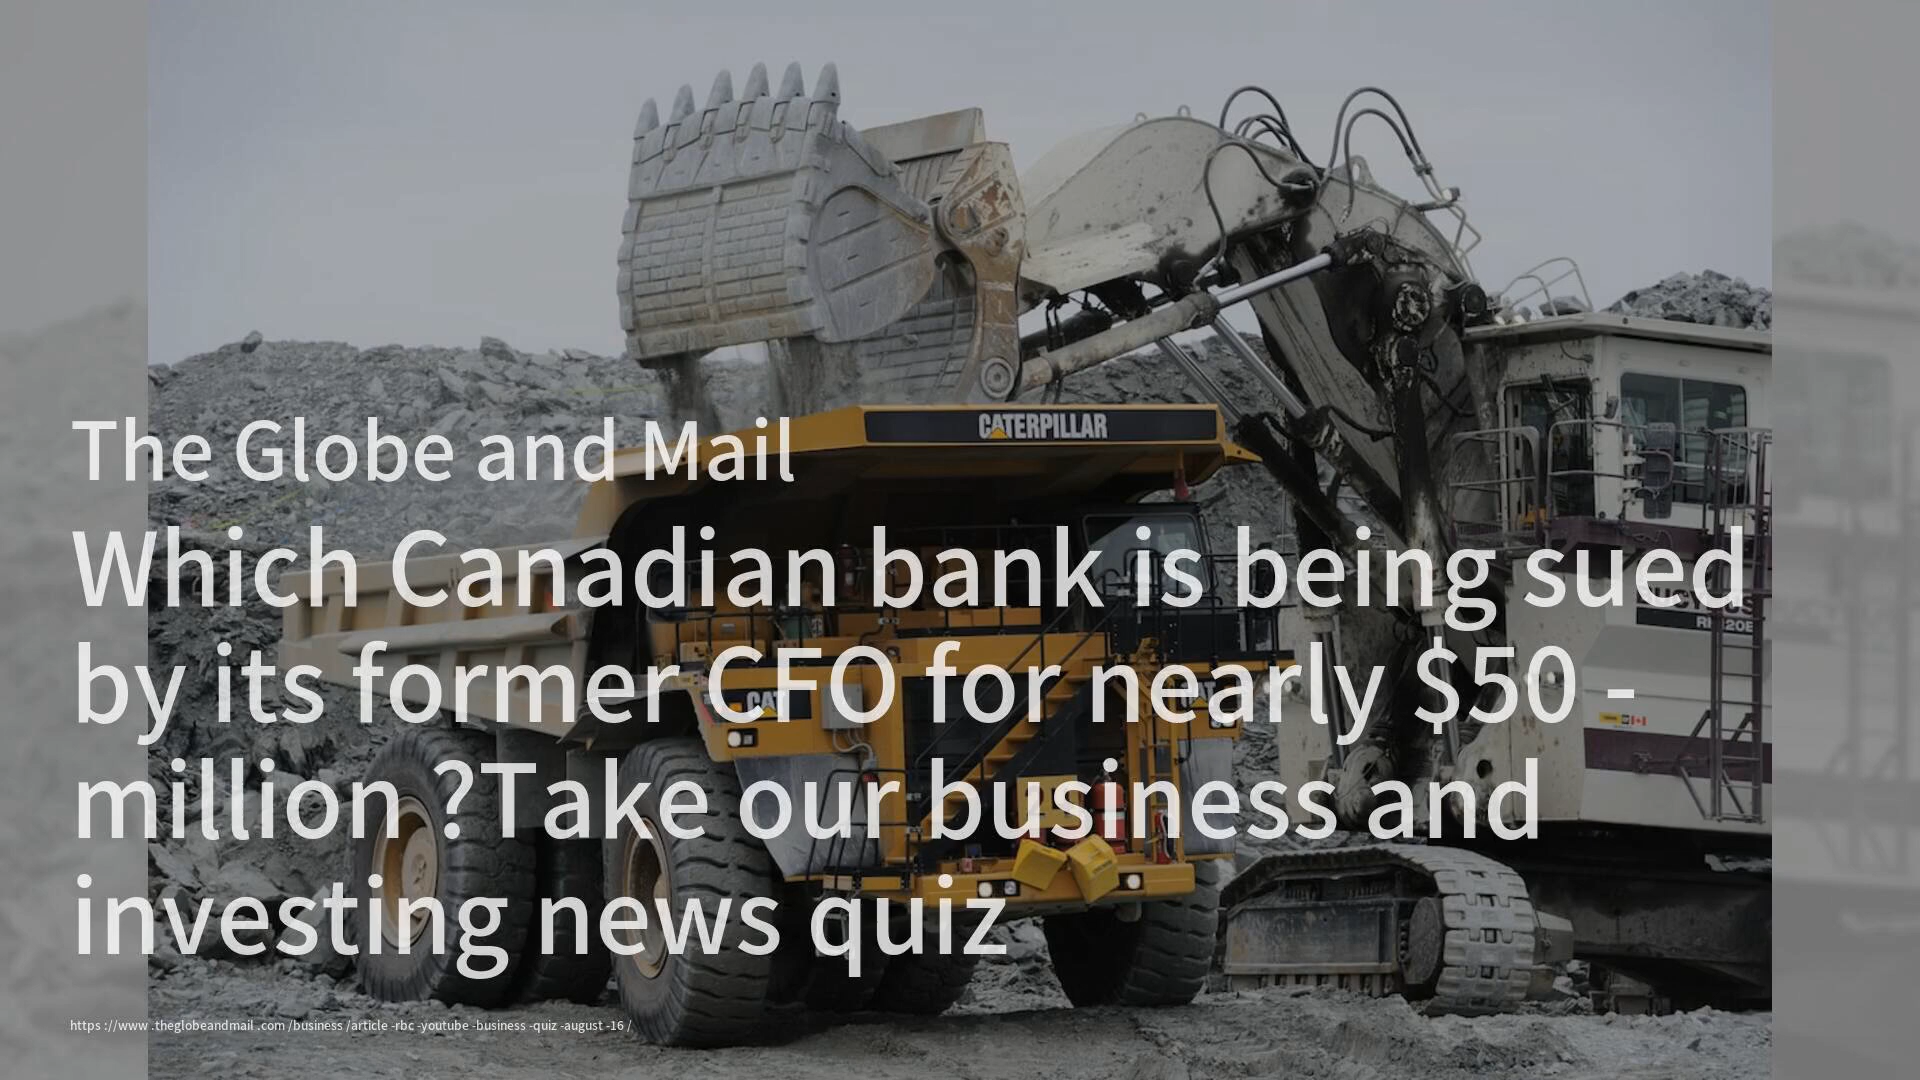 CATERPILLAR
The Globe and Mail
Which Canadian bank is being sued
by its former CFO for nearly $50 -
million ?Take our business and
investing news quiz
CAT
https ://www .theglobeandmail .com /business /article -rbc -youtube -business -quiz -august -16 /